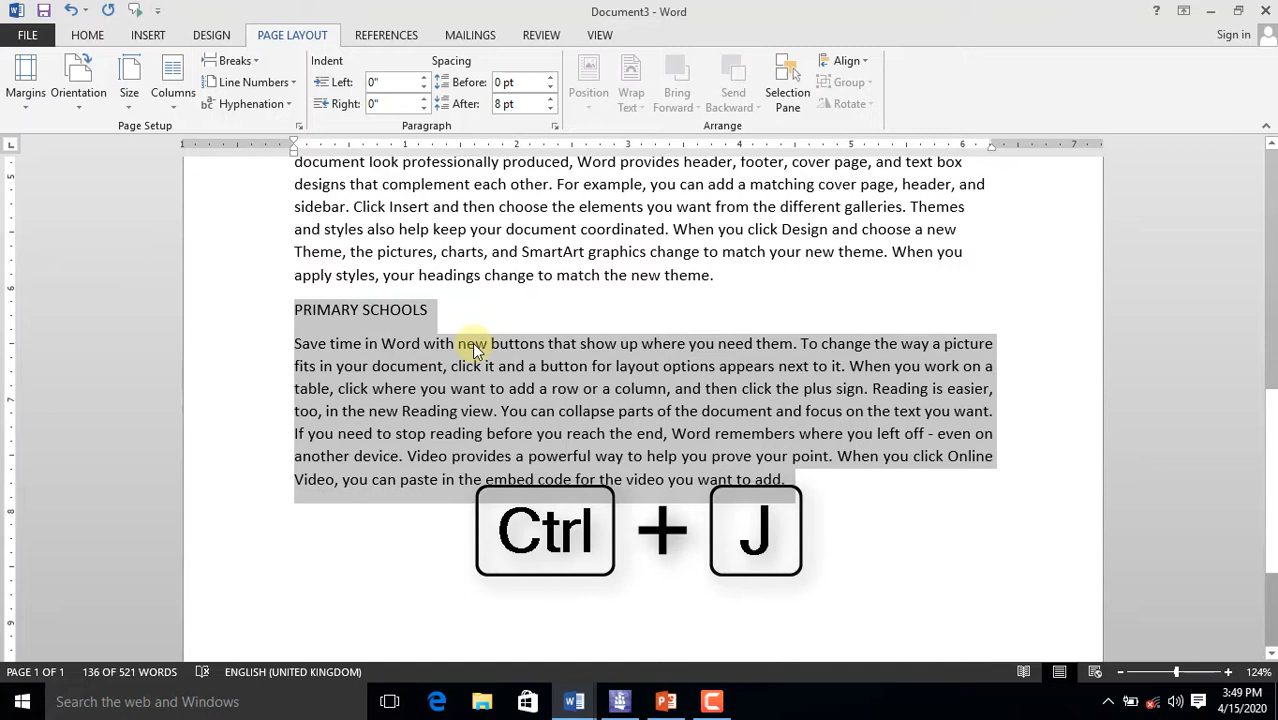 Document3 - Word
?
FILE HOME INSERT DESIGN PAGE LAYOUT REFERENCES MAILINGS REVIEW VIEW Sign in
Margins Orientation Size Columns
Breaks
Line Numbers
Hyphenation
Page Setup
Indent
Left: 0"
Right: 0"
Spacing
Before: 0 pt
After: 8 pt
Paragraph
Position
Wrap Text
Bring Forward
Send Backward
Selection Pane
Align
Group
Rotate
Arrange
L 1 1 2 3 4 5 6 7
5
6
7
8
9
document look professionally produced, Word provides header, footer, cover page, and text box
designs that complement each other. For example, you can add a matching cover page, header, and
sidebar. Click Insert and then choose the elements you want from the different galleries. Themes
and styles also help keep your document coordinated. When you click Design and choose a new
Theme, the pictures, charts, and SmartArt graphics change to match your new theme. When you
apply styles, your headings change to match the new theme.
PRIMARY SCHOOLS
Save time in Word with new buttons that show up where you need them. To change the way a picture
fits in your document, click it and a button for layout options appears next to it. When you work on a
table, click where you want to add a row or a column, and then click the plus sign. Reading is easier,
too, in the new Reading view. You can collapse parts of the document and focus on the text you want.
If you need to stop reading before you reach the end, Word remembers where you left off - even on
another device. Video provides a powerful way to help you prove your point. When you click Online
Video, you can paste in the embed code for the video you want to add.
Ctrl + J
PAGE 1 OF 1 136 OF 521 WORDS ENGLISH (UNITED KINGDOM) 124%
Search the web and Windows
3:49 PM
4/15/2020